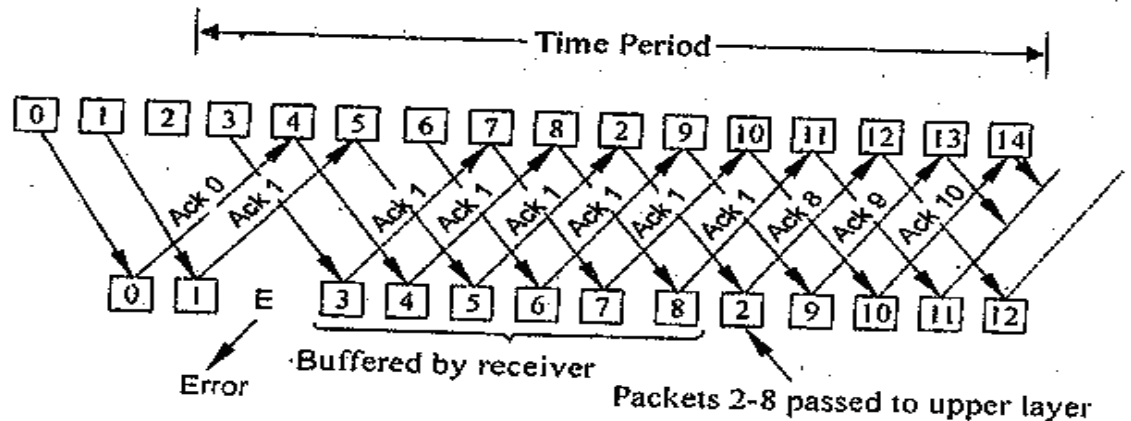 Time Period
0 1 2 3 4 5 6 7 8 2 9 10 11 12 13 14
Ack 0 Ack 1 Ack 1 Ack 1 Ack 1 Ack 1 Ack 1 Ack 1 Ack 8 Ack 9 Ack 10
0 1 E 3 4 5 6 7 8 2 9 10 11 12
Error
Buffered by receiver
Packets 2-8 passed to upper layer